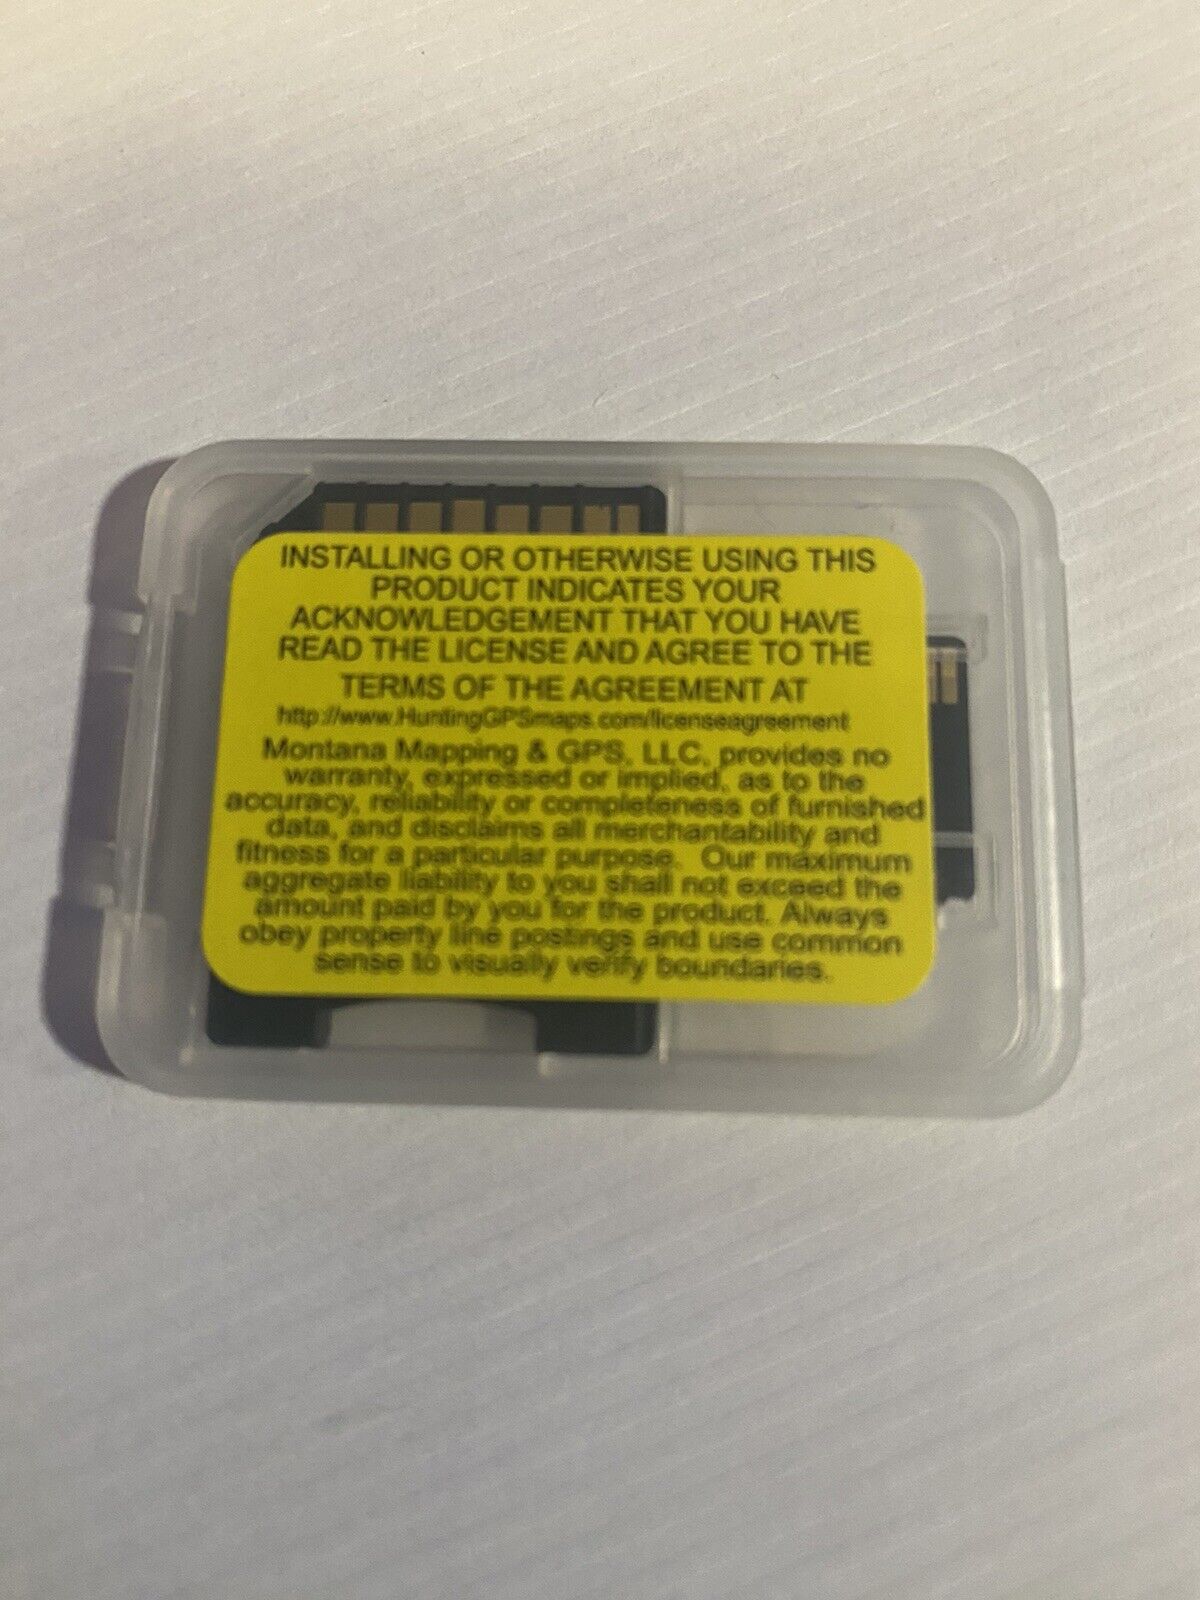 INSTALLING OR OTHERWISE USING THIS
PRODUCT INDICATES YOUR
ACKNOWLEDGEMENT THAT YOU HAVE
READ THE LICENSE AND AGREE TO THE
TERMS OF THE AGREEMENT AT
http://www.HuntingGPSmaps.com/licenseagreement
Montana Mapping & GPS, LLC, provides no
warranty, expressed or implied, as to the
accuracy, reliability or completeness of furnished
data, and disclaims all merchantability and
fitness for a particular purpose. Our maximum
aggregate liability to you shall not exceed the
amount paid by you for the product. Always
obey property line postings and use common
sense to visually verify boundaries.